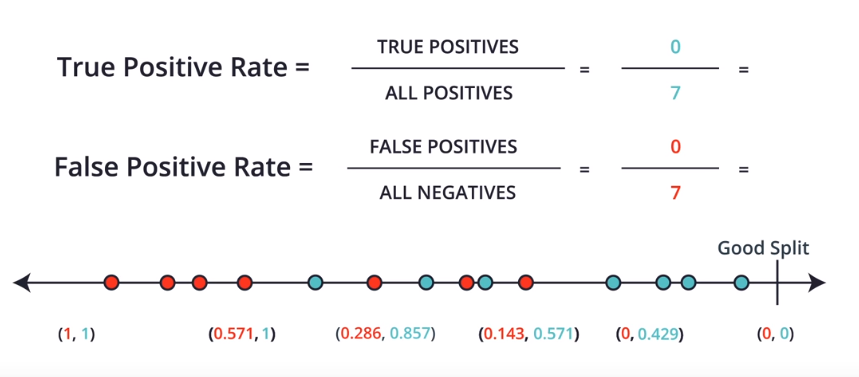 True Positive Rate = TRUE POSITIVES / ALL POSITIVES = 0 / 7 =
False Positive Rate = FALSE POSITIVES / ALL NEGATIVES = 0 / 7 =
Good Split
(1, 1) (0.571, 1) (0.286, 0.857) (0.143, 0.571) (0, 0.429) (0, 0)